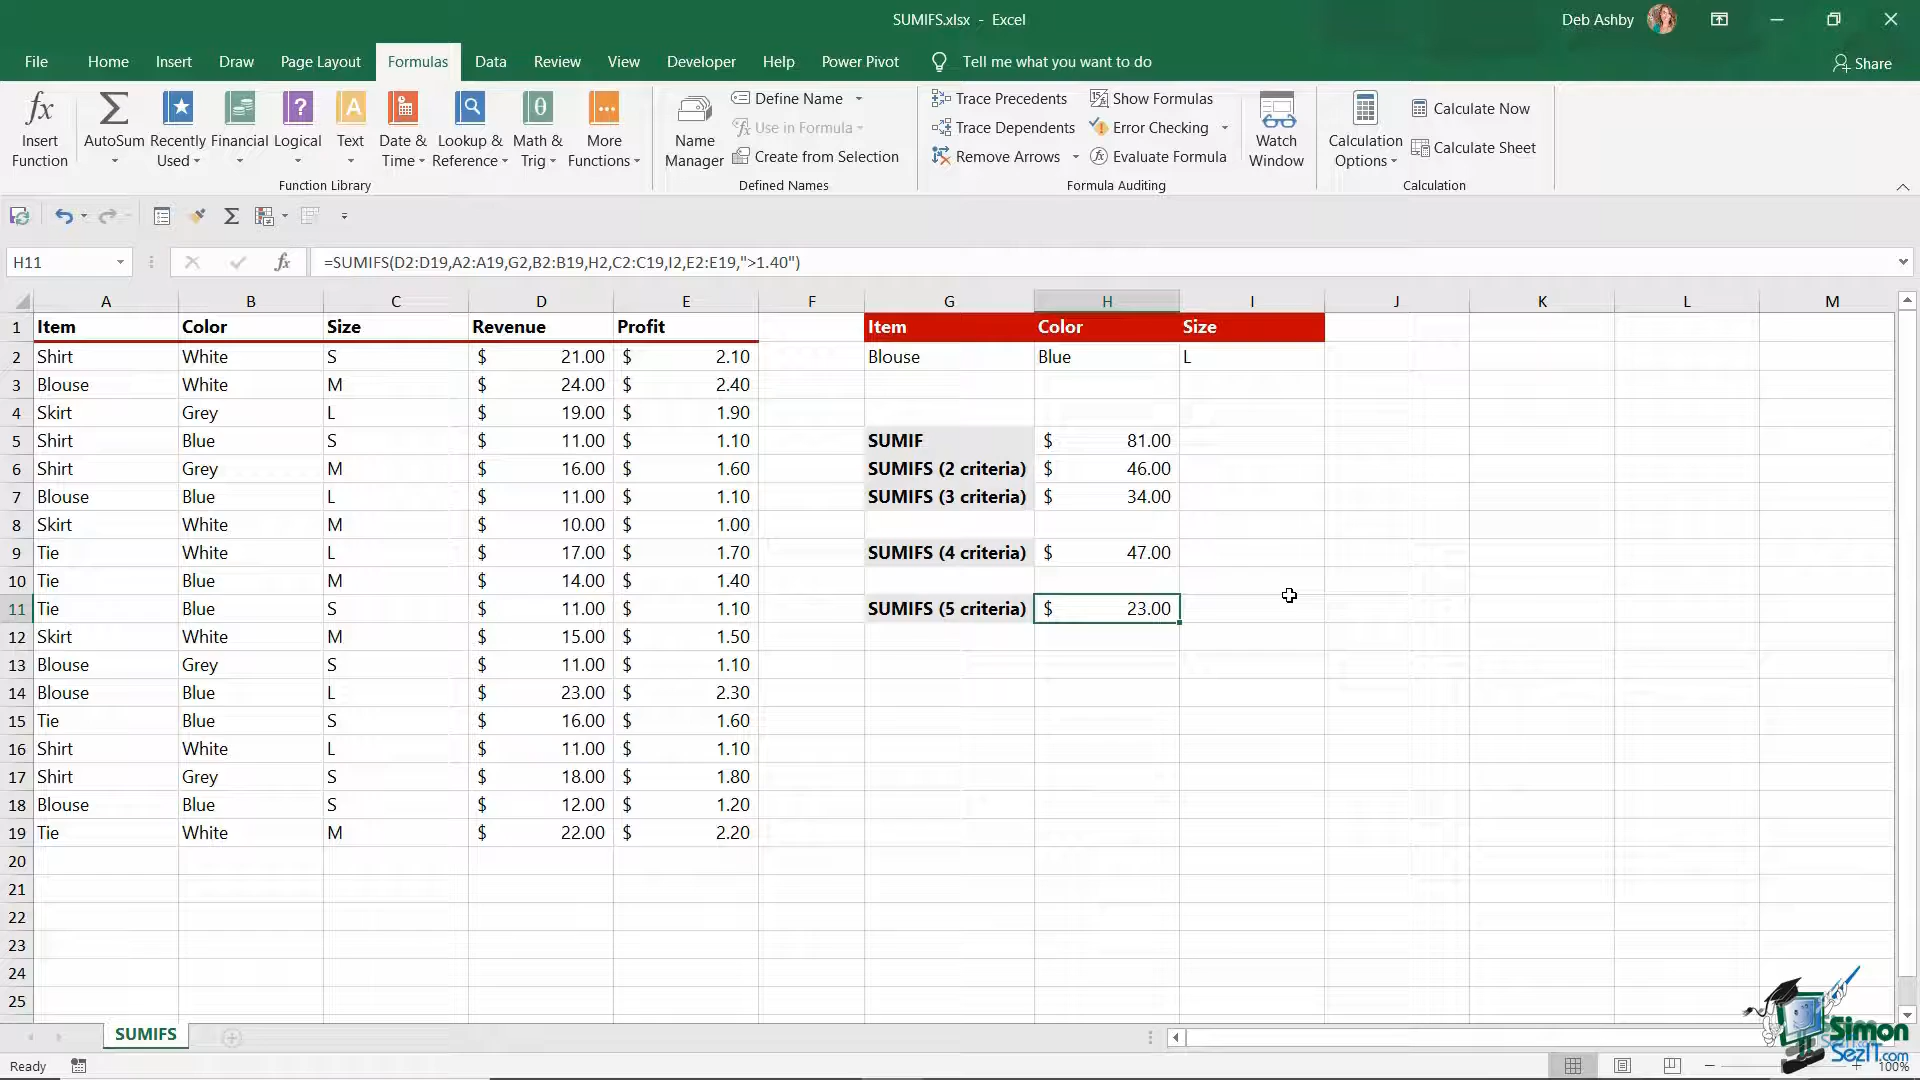 SUMIFS.xlsx - Excel
Deb Ashby
File Home Insert Draw Page Layout Formulas Data Review View Developer Help Power Pivot Tell me what you want to do Share
Insert Function
AutoSum
Recently Used
Financial
Logical
Text
Date & Time
Lookup & Reference
Math & Trig
More Functions
Function Library
Name Manager
Define Name
Use in Formula
Create from Selection
Defined Names
Trace Precedents
Trace Dependents
Remove Arrows
Show Formulas
Error Checking
Evaluate Formula
Formula Auditing
Watch Window
Calculation Options
Calculate Now
Calculate Sheet
Calculation
H11 fx =SUMIFS(D2:D19,A2:A19,G2,B2:B19,H2,C2:C19,I2,E2:E19,">1.40")
A B C D E F G H I J K L M
1 Item Color Size Revenue Profit Item Color Size
2 Shirt White S $ 21.00 $ 2.10 Blouse Blue L
3 Blouse White M $ 24.00 $ 2.40
4 Skirt Grey L $ 19.00 $ 1.90
5 Shirt Blue S $ 11.00 $ 1.10 SUMIF $ 81.00
6 Shirt Grey M $ 16.00 $ 1.60 SUMIFS (2 criteria) $ 46.00
7 Blouse Blue L $ 11.00 $ 1.10 SUMIFS (3 criteria) $ 34.00
8 Skirt White M $ 10.00 $ 1.00
9 Tie White L $ 17.00 $ 1.70 SUMIFS (4 criteria) $ 47.00
10 Tie Blue M $ 14.00 $ 1.40
11 Tie Blue S $ 11.00 $ 1.10 SUMIFS (5 criteria) $ 23.00
12 Skirt White M $ 15.00 $ 1.50
13 Blouse Grey S $ 11.00 $ 1.10
14 Blouse Blue L $ 23.00 $ 2.30
15 Tie Blue S $ 16.00 $ 1.60
16 Shirt White L $ 11.00 $ 1.10
17 Shirt Grey S $ 18.00 $ 1.80
18 Blouse Blue S $ 12.00 $ 1.20
19 Tie White M $ 22.00 $ 2.20
20
21
22
23
24
25
SUMIFS
Simon
SezIT.com
Ready
100%